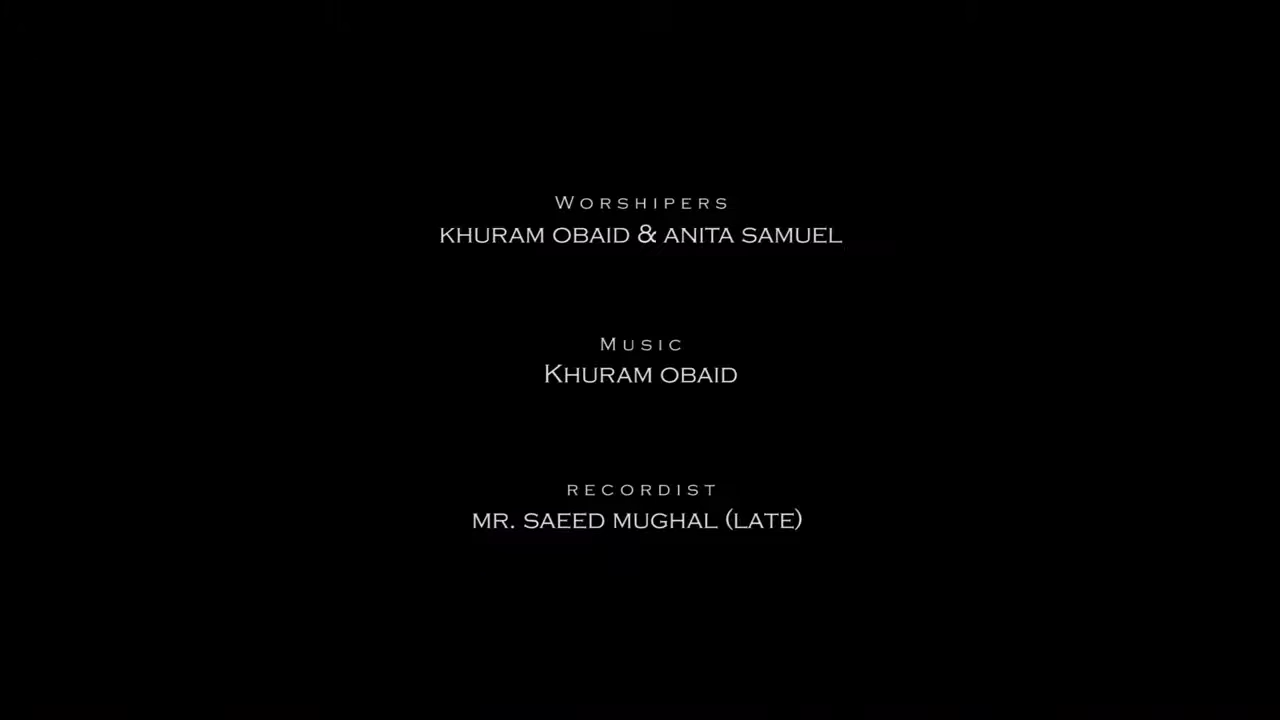 Worshipers
KHURAM OBAID & ANITA SAMUEL
Music
Khuram obaid
RECORDIST
MR. SAEED MUGHAL (LATE)